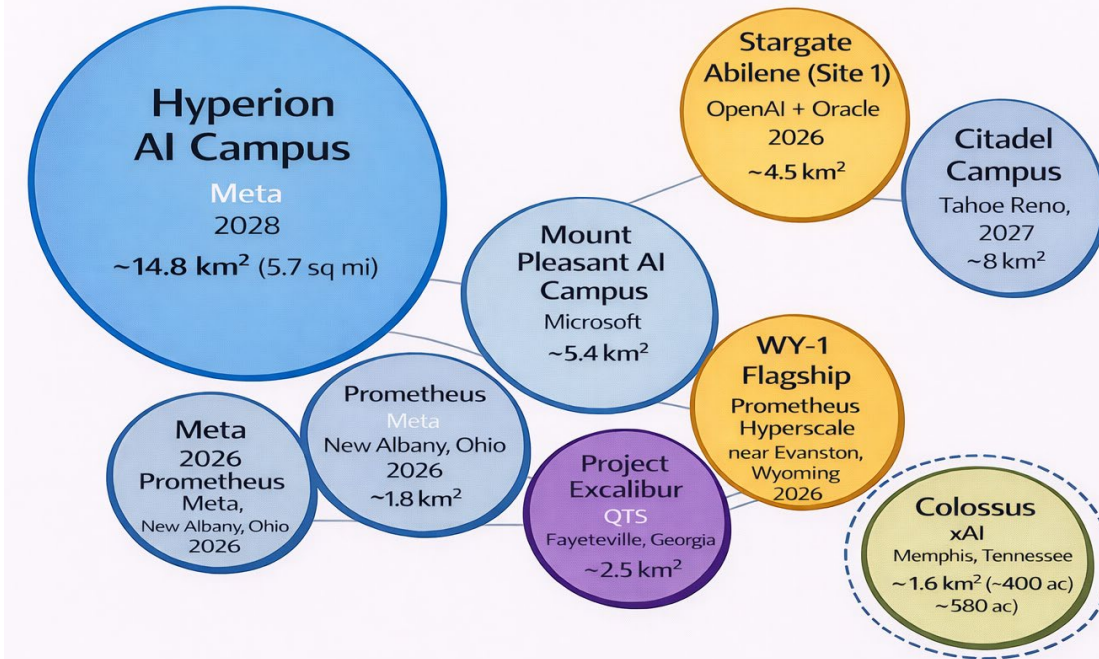 Hyperion
AI Campus
Meta
2028
~14.8 km² (5.7 sq mi)
Stargate
Abilene (Site 1)
OpenAI + Oracle
2026
~4.5 km²
Citadel
Campus
Tahoe Reno,
2027
~8 km²
Mount
Pleasant AI
Campus
Microsoft
~5.4 km²
WY-1
Flagship
Prometheus
Hyperscale
near Evanston,
Wyoming
2026
Prometheus
Meta
New Albany, Ohio
2026
~1.8 km²
Meta
2026
Prometheus
Meta,
New Albany, Ohio
2026
Project
Excalibur
QTS
Fayeteville, Georgia
~2.5 km²
Colossus
xAI
Memphis, Tennessee
~1.6 km² (~400 ac)
~580 ac)